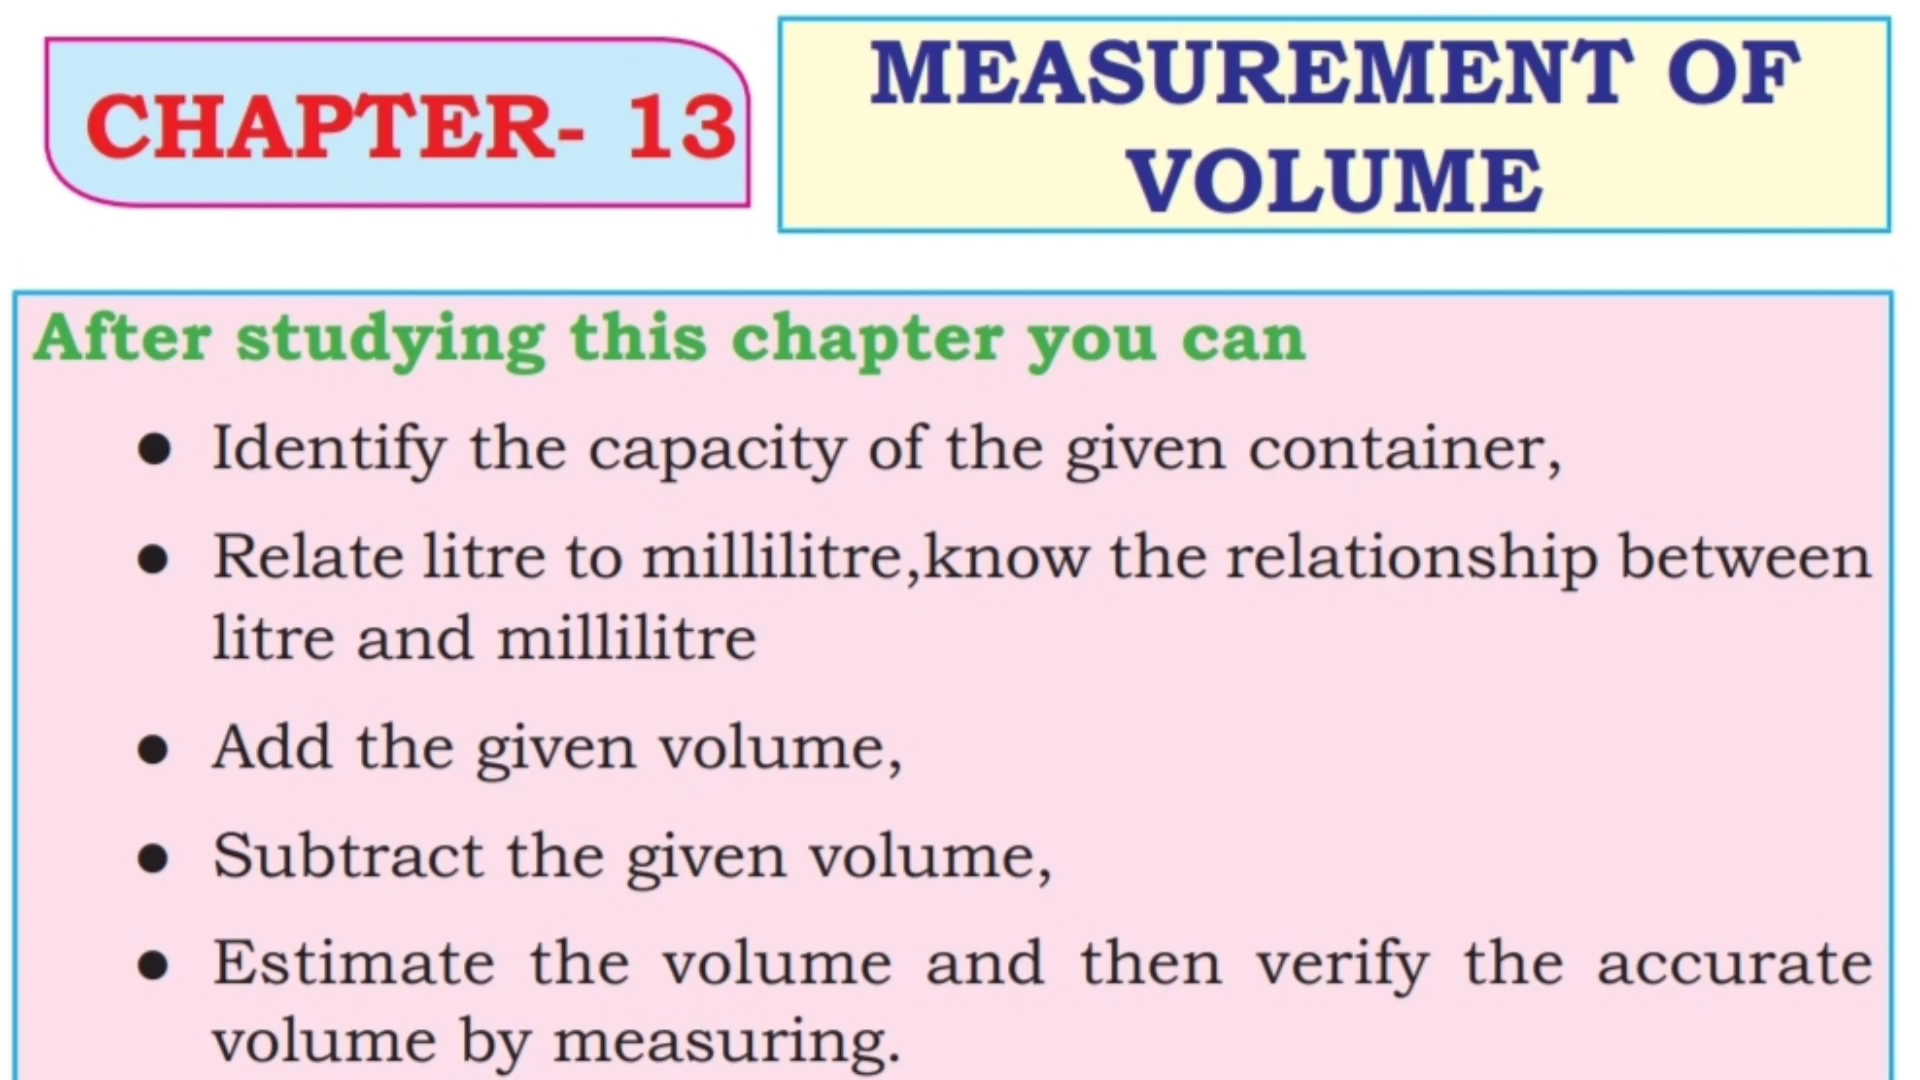 CHAPTER- 13
MEASUREMENT OF
VOLUME
After studying this chapter you can
● Identify the capacity of the given container,
● Relate litre to millilitre,know the relationship between
litre and millilitre
● Add the given volume,
● Subtract the given volume,
● Estimate the volume and then verify the accurate
volume by measuring.